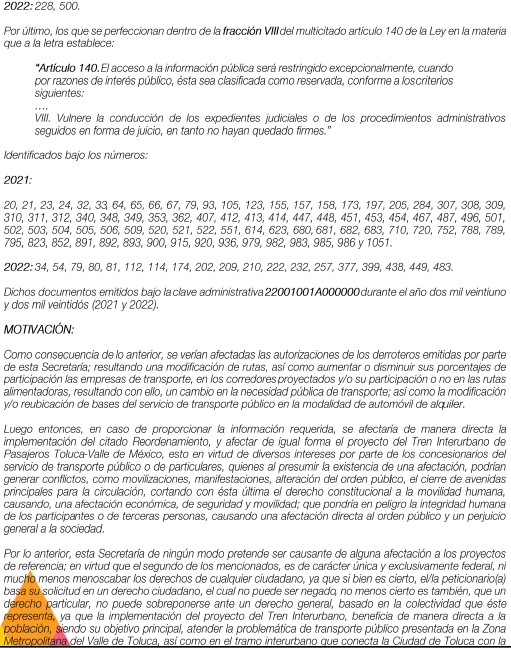 2022: 228, 500.
Por último, los que se perfeccionan dentro de la fracción VIII del multicitado artículo 140 de la Ley en la materia
que a la letra establece:
“Artículo 140. El acceso a la información pública será restringido excepcionalmente, cuando
por razones de interés público, ésta sea clasificada como reservada, conforme a los criterios
siguientes:
....
VIII. Vulnere la conducción de los expedientes judiciales o de los procedimientos administrativos
seguidos en forma de juicio, en tanto no hayan quedado firmes.”
Identificados bajo los números:
2021:
20, 21, 23, 24, 32, 33, 64, 65, 66, 67, 79, 93, 105, 123, 155, 157, 158, 173, 197, 205, 284, 307, 308, 309,
310, 311, 312, 340, 348, 349, 353, 362, 407, 412, 413, 414, 447, 448, 451, 453, 454, 467, 487, 496, 501,
502, 503, 504, 505, 506, 509, 520, 521, 522, 551, 614, 623, 680, 681, 682, 683, 710, 720, 752, 788, 789,
795, 823, 852, 891, 892, 893, 900, 915, 920, 936, 979, 982, 983, 985, 986 y 1051.
2022: 34, 54, 79, 80, 81, 112, 114, 174, 202, 209, 210, 222, 232, 257, 377, 399, 438, 449, 483.
Dichos documentos emitidos bajo la clave administrativa 22001001A000000 durante el año dos mil veintiuno
y dos mil veintidós (2021 y 2022).
MOTIVACIÓN:
Como consecuencia de lo anterior, se verían afectadas las autorizaciones de los derroteros emitidas por parte
de esta Secretaría; resultando una modificación de rutas, así como aumentar o disminuir sus porcentajes de
participación las empresas de transporte, en los corredores proyectados y/o su participación o no en las rutas
alimentadoras, resultando con ello, un cambio en la necesidad pública de transporte; así como la modificación
y/o reubicación de bases del servicio de transporte público en la modalidad de automóvil de alquiler.
Luego entonces, en caso de proporcionar la información requerida, se afectaría de manera directa la
implementación del citado Reordenamiento, y afectar de igual forma el proyecto del Tren Interurbano de
Pasajeros Toluca-Valle de México, esto en virtud de diversos intereses por parte de los concesionarios del
servicio de transporte público o de particulares, quienes al presumir la existencia de una afectación, podrían
generar conflictos, como movilizaciones, manifestaciones, alteración del orden público, el cierre de avenidas
principales para la circulación, cortando con ésta última el derecho constitucional a la movilidad humana,
causando, una afectación económica, de seguridad y movilidad; que pondría en peligro la integridad humana
de los participantes o de terceras personas, causando una afectación directa al orden público y un perjuicio
general a la sociedad.
Por lo anterior, esta Secretaría de ningún modo pretende ser causante de alguna afectación a los proyectos
de referencia; en virtud que el segundo de los mencionados, es de carácter única y exclusivamente federal, ni
mucho menos menoscabar los derechos de cualquier ciudadano, ya que si bien es cierto, el/la peticionario(a)
basa su solicitud en un derecho ciudadano, el cual no puede ser negado, no menos cierto es también, que un
derecho particular, no puede sobreponerse ante un derecho general, basado en la colectividad que éste
representa, ya que la implementación del proyecto del Tren Interurbano, beneficia de manera directa a la
población, siendo su objetivo principal, atender la problemática de transporte público presentada en la Zona
Metropolitana del Valle de Toluca, así como en el tramo interurbano que conecta la Ciudad de Toluca con la